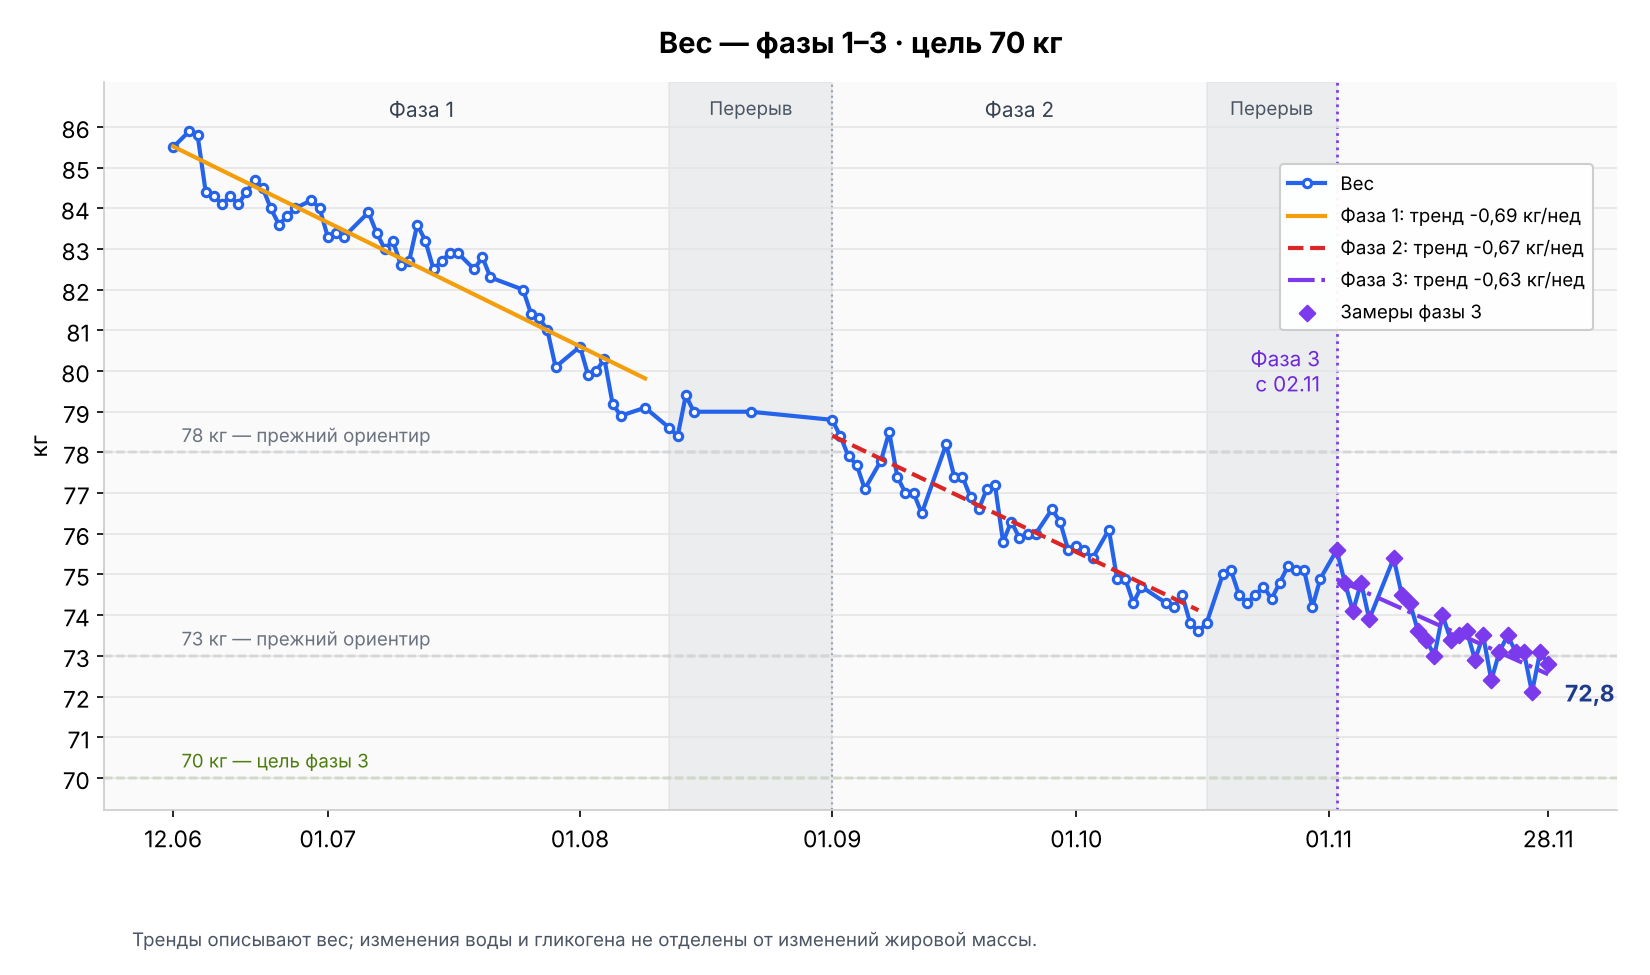 Вес — фазы 1–3 · цель 70 кг
Фаза 1
Перерыв
Фаза 2
Перерыв
86
85
84
83
82
81
80
79
78
77
76
75
74
73
72
71
70
кг
Вес
Фаза 1: тренд -0,69 кг/нед
Фаза 2: тренд -0,67 кг/нед
Фаза 3: тренд -0,63 кг/нед
Замеры фазы 3
Фаза 3
с 02.11
78 кг — прежний ориентир
73 кг — прежний ориентир
72,8
70 кг — цель фазы 3
12.06
01.07
01.08
01.09
01.10
01.11
28.11
Тренды описывают вес; изменения воды и гликогена не отделены от изменений жировой массы.